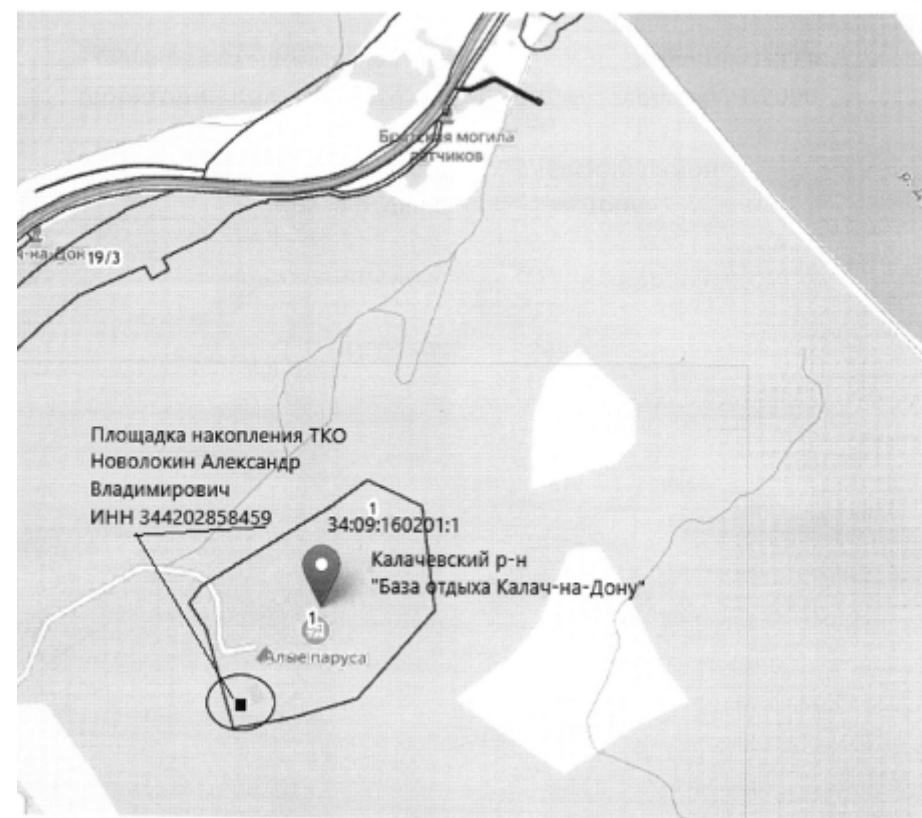 Братская могила
летчиков
19/3
Площадка накопления ТКО
Новолокин Александр
Владимирович
ИНН 344202858459
1
34:09:160201:1
Калачевский р-н
"База отдыха Калач-на-Дону"
1
Алые паруса